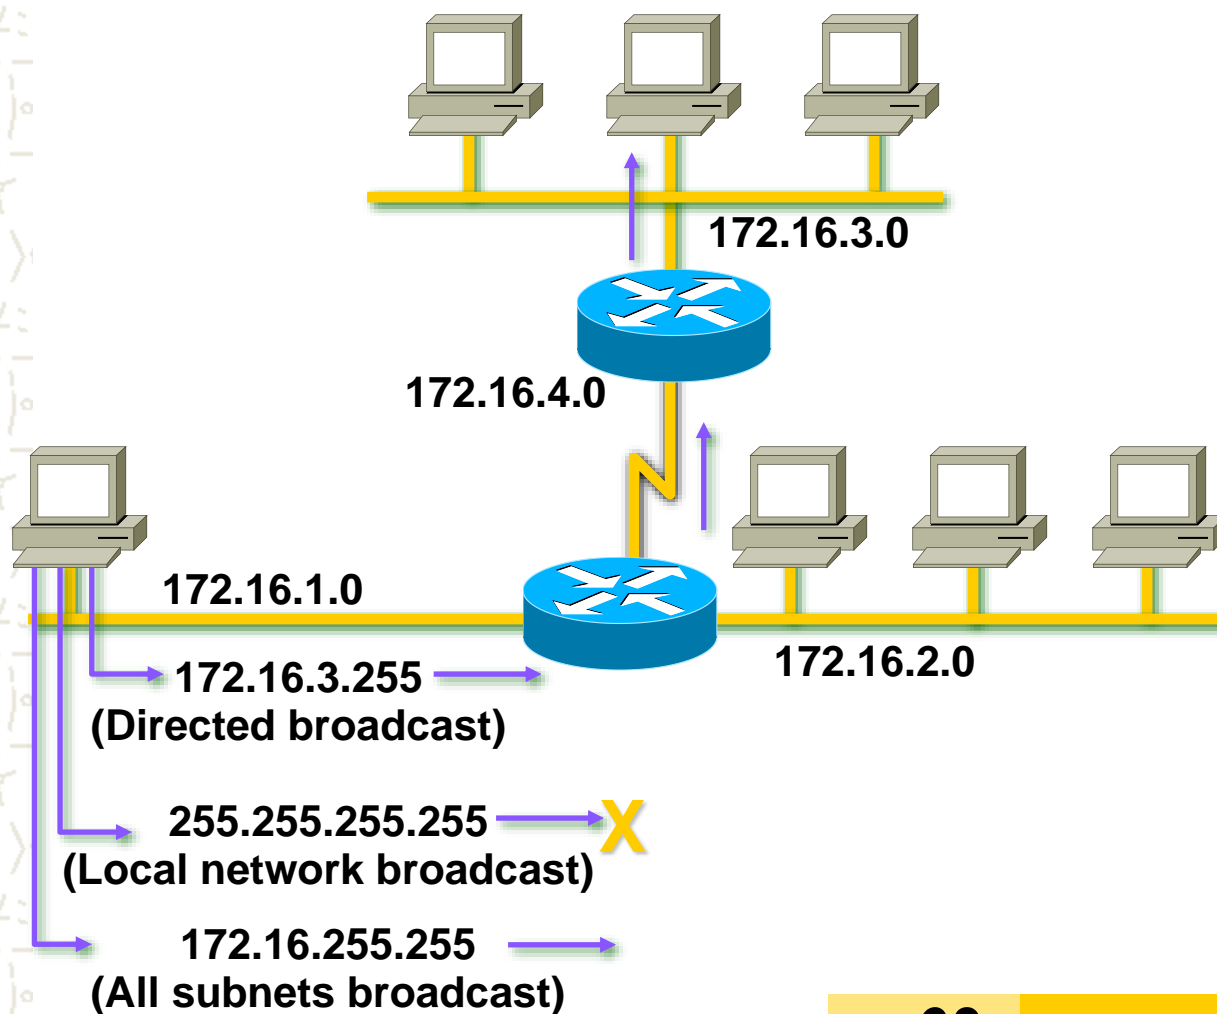 172.16.3.0
172.16.4.0
172.16.1.0
172.16.2.0
172.16.3.255
(Directed broadcast)
255.255.255.255
X
(Local network broadcast)
172.16.255.255
(All subnets broadcast)